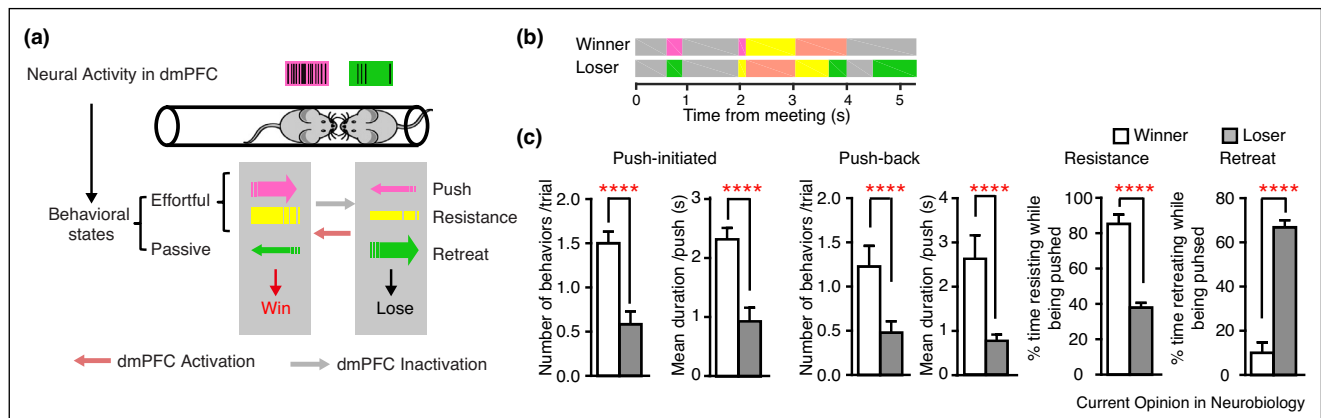 (a)
Neural Activity in dmPFC
Behavioral states
Effortful
Passive
Push
Resistance
Retreat
Win
Lose
dmPFC Activation
dmPFC Inactivation
(b)
Winner
Loser
0 1 2 3 4 5
Time from meeting (s)
(c)
Winner Loser
Push-initiated
Push-back
Resistance
Retreat
Number of behaviors /trial
2.0
1.5
1.0
0.5
0.0
****
Mean duration /push (s)
3
2
1
0
****
Number of behaviors /trial
2.0
1.5
1.0
0.5
0.0
****
Mean duration /push (s)
4
3
2
1
0
****
% time resisting while
being pushed
100
80
60
40
20
0
****
% time retreating while
being puhsed
80
60
40
20
0
****
Current Opinion in Neurobiology